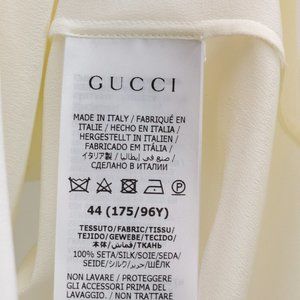 GUCCI
MADE IN ITALY / FABRIQUÉ EN
ITALIE / HECHO EN ITALIA /
HERGESTELLT IN ITALIEN /
FABRICADO EM ITÁLIA /
イタリア製 / صنع في إيطاليا /
СДЕЛАНО В ИТАЛИИ
P
44 (175/96Y)
TESSUTO/FABRIC/TISSU/
TEJIDO/GEWEBE/TECIDO/
本体/قماش/ТКАНЬ
100% SETA/SILK/SOIE/SEDA/
SEIDE/シルク/حرير/ШЁЛК
NON LAVARE / PROTEGGERE
GLI ACCESSORI PRIMA DEL
LAVAGGIO. / DO NOT WASH